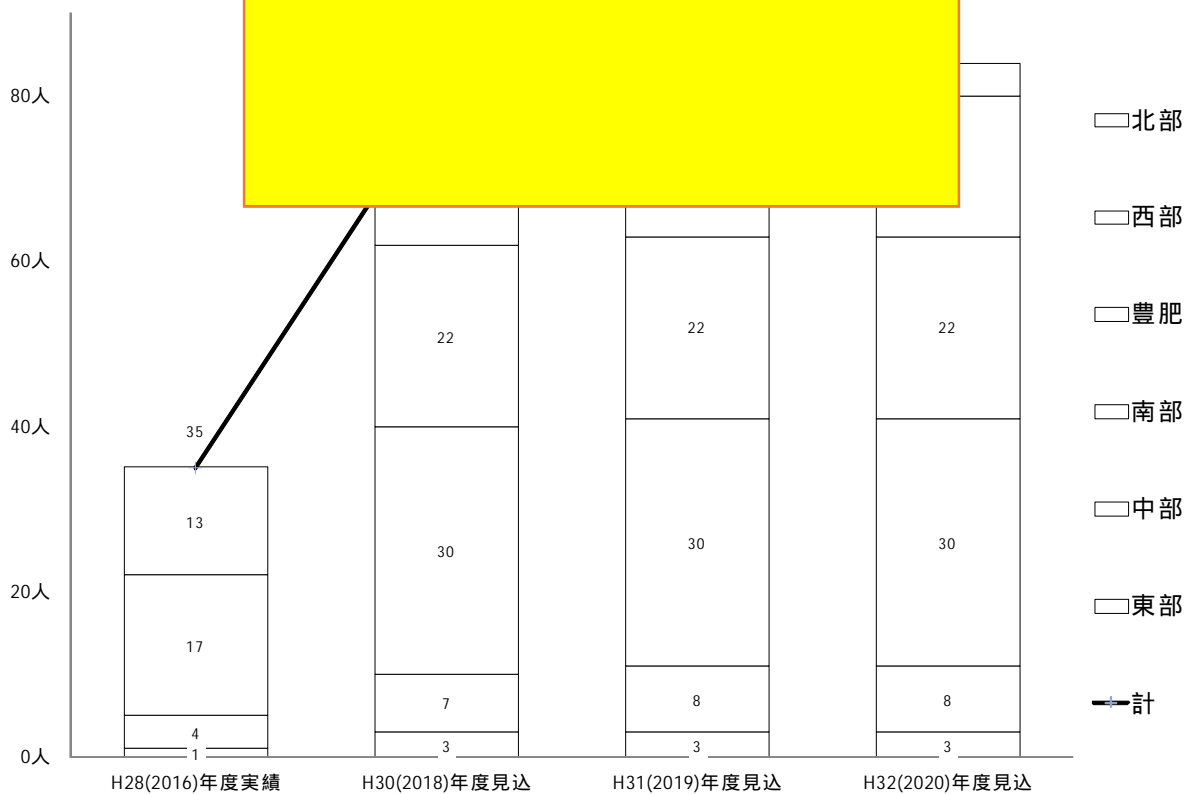 80人
60人
40人
20人
0人
35
13
17
4
1
22
30
7
3
22
30
8
3
22
30
8
3
H28(2016)年度実績
H30(2018)年度見込
H31(2019)年度見込
H32(2020)年度見込
北部
西部
豊肥
南部
中部
東部
計